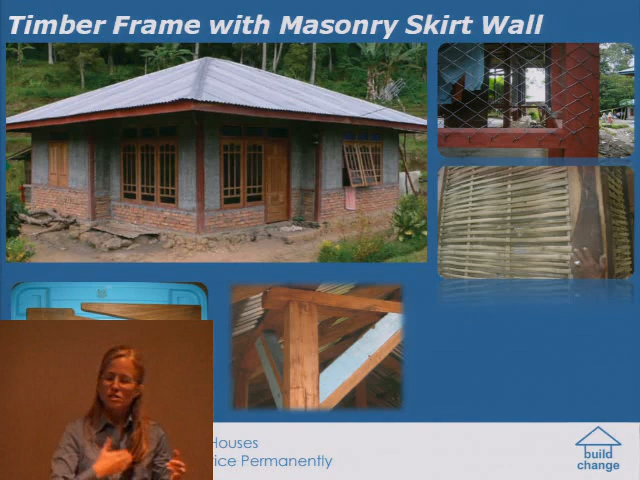 Timber Frame with Masonry Skirt Wall
Houses
ice Permanently
build
change